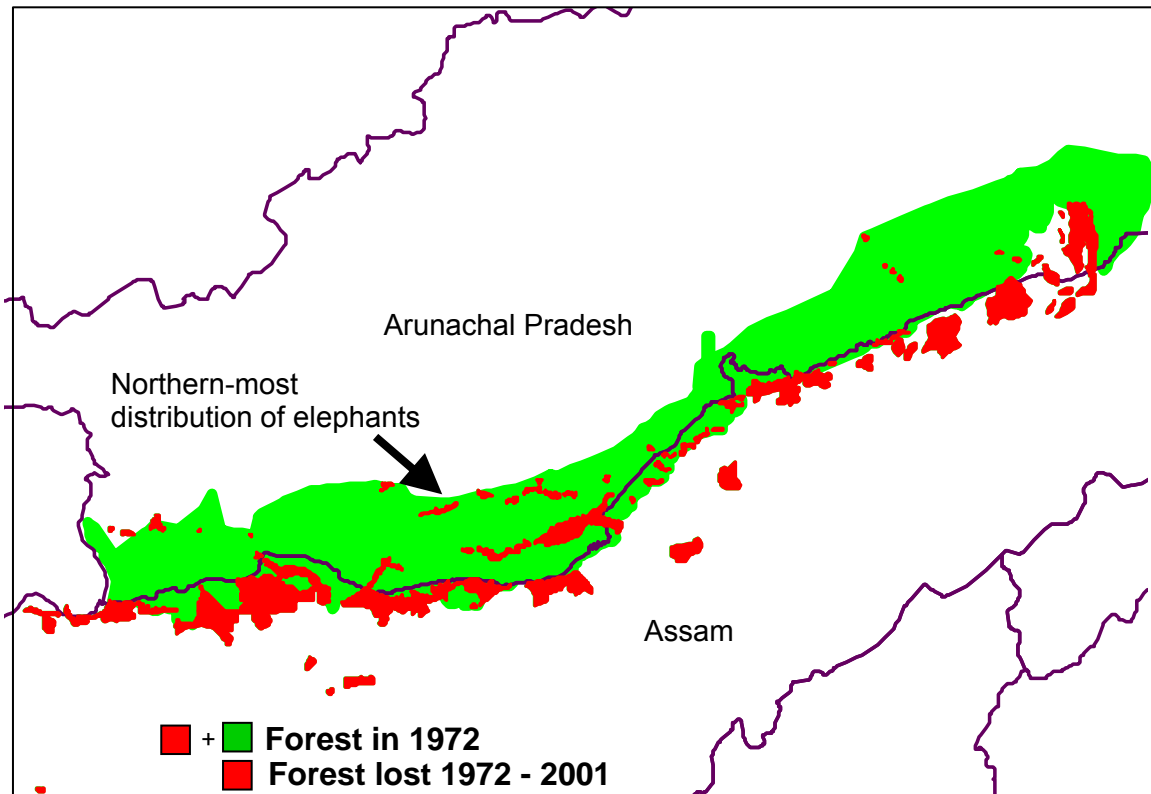 Arunachal Pradesh
Northern-most
distribution of elephants
Assam
+ Forest in 1972
Forest lost 1972 - 2001